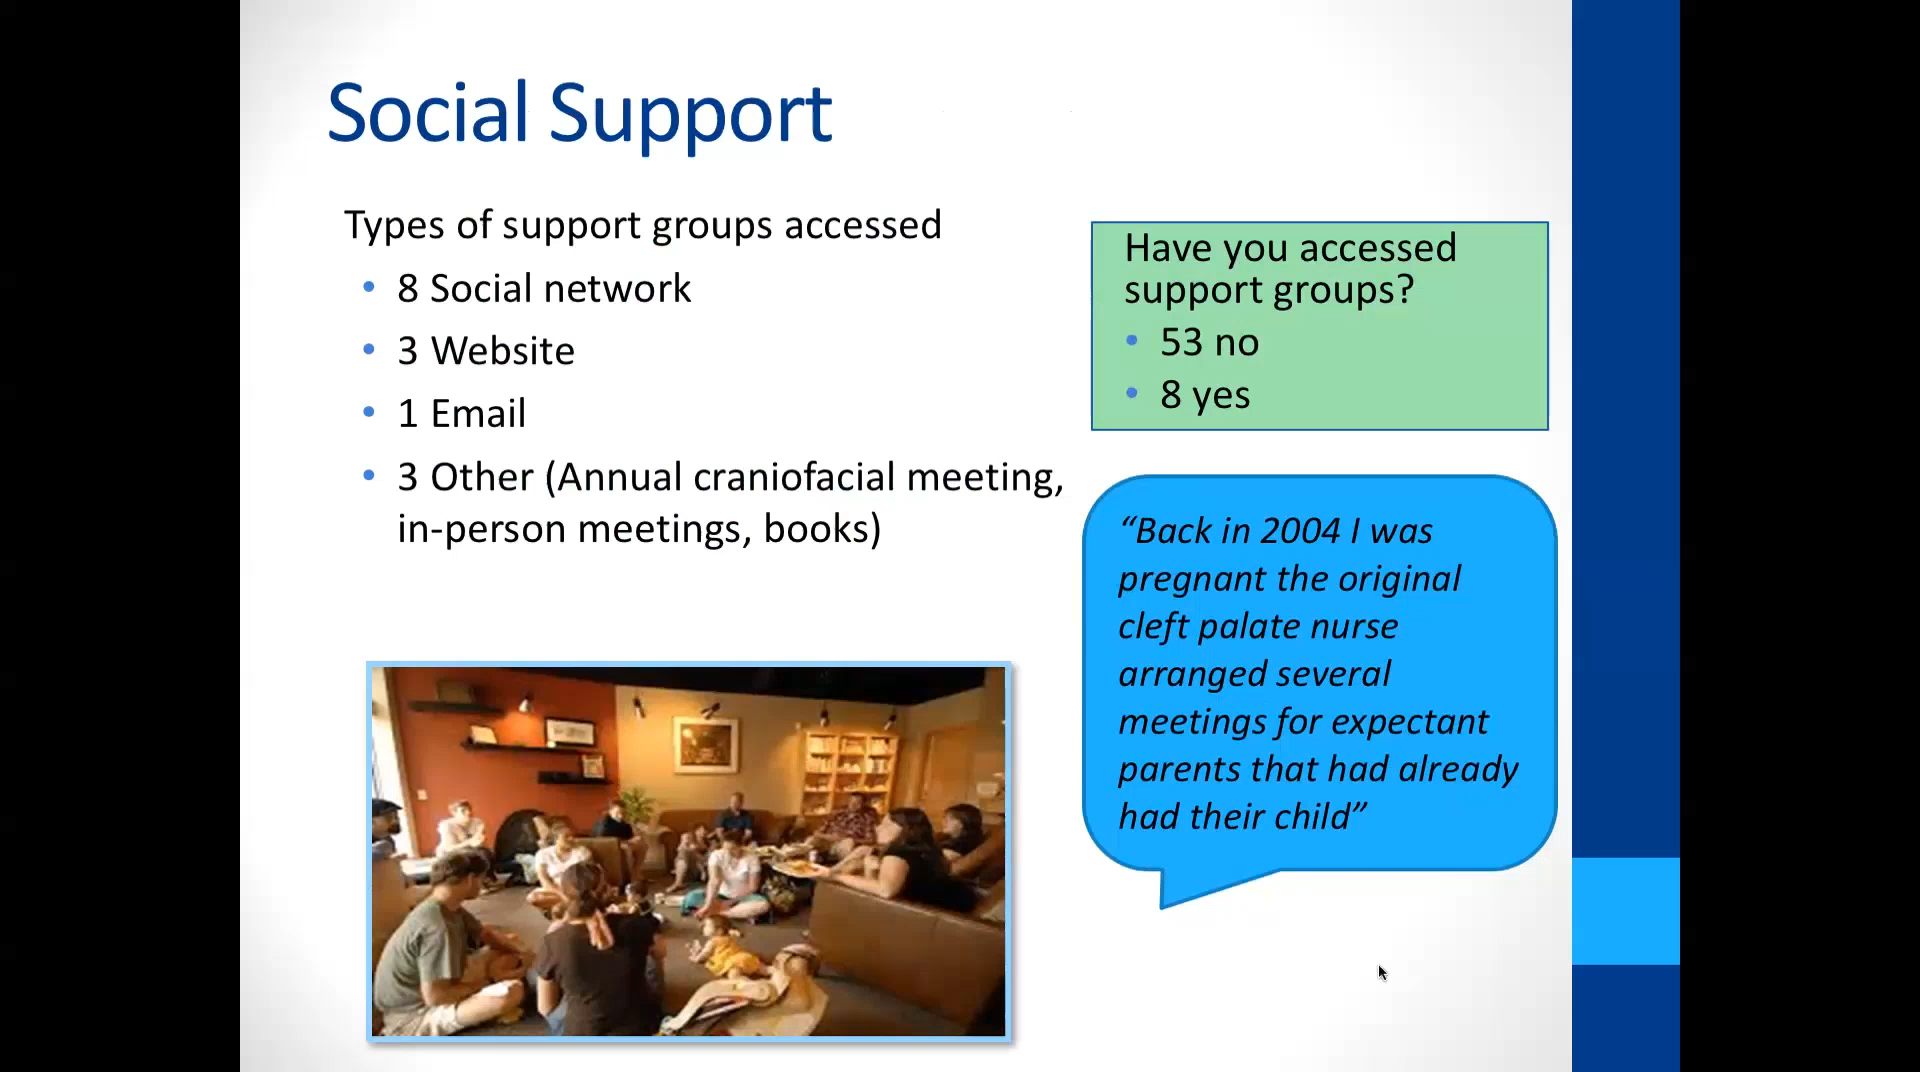 Social Support
Types of support groups accessed
• 8 Social network
• 3 Website
• 1 Email
• 3 Other (Annual craniofacial meeting,
in-person meetings, books)
Have you accessed
support groups?
• 53 no
• 8 yes
“Back in 2004 I was
pregnant the original
cleft palate nurse
arranged several
meetings for expectant
parents that had already
had their child”